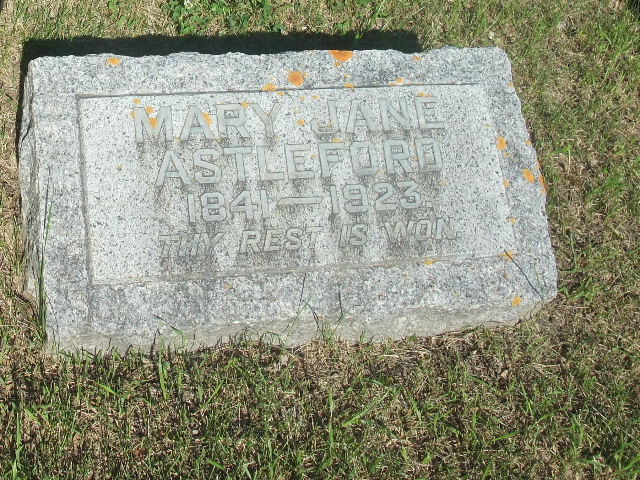 MARY JANE
ASTLEFORD
1841—1923.
THY REST IS WON.